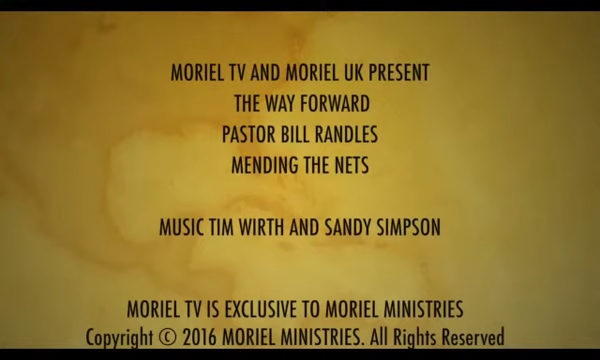 MORIEL TV AND MORIEL UK PRESENT
THE WAY FORWARD
PASTOR BILL RANDLES
MENDING THE NETS
MUSIC TIM WIRTH AND SANDY SIMPSON
MORIEL TV IS EXCLUSIVE TO MORIEL MINISTRIES
Copyright © 2016 MORIEL MINISTRIES. All Rights Reserved